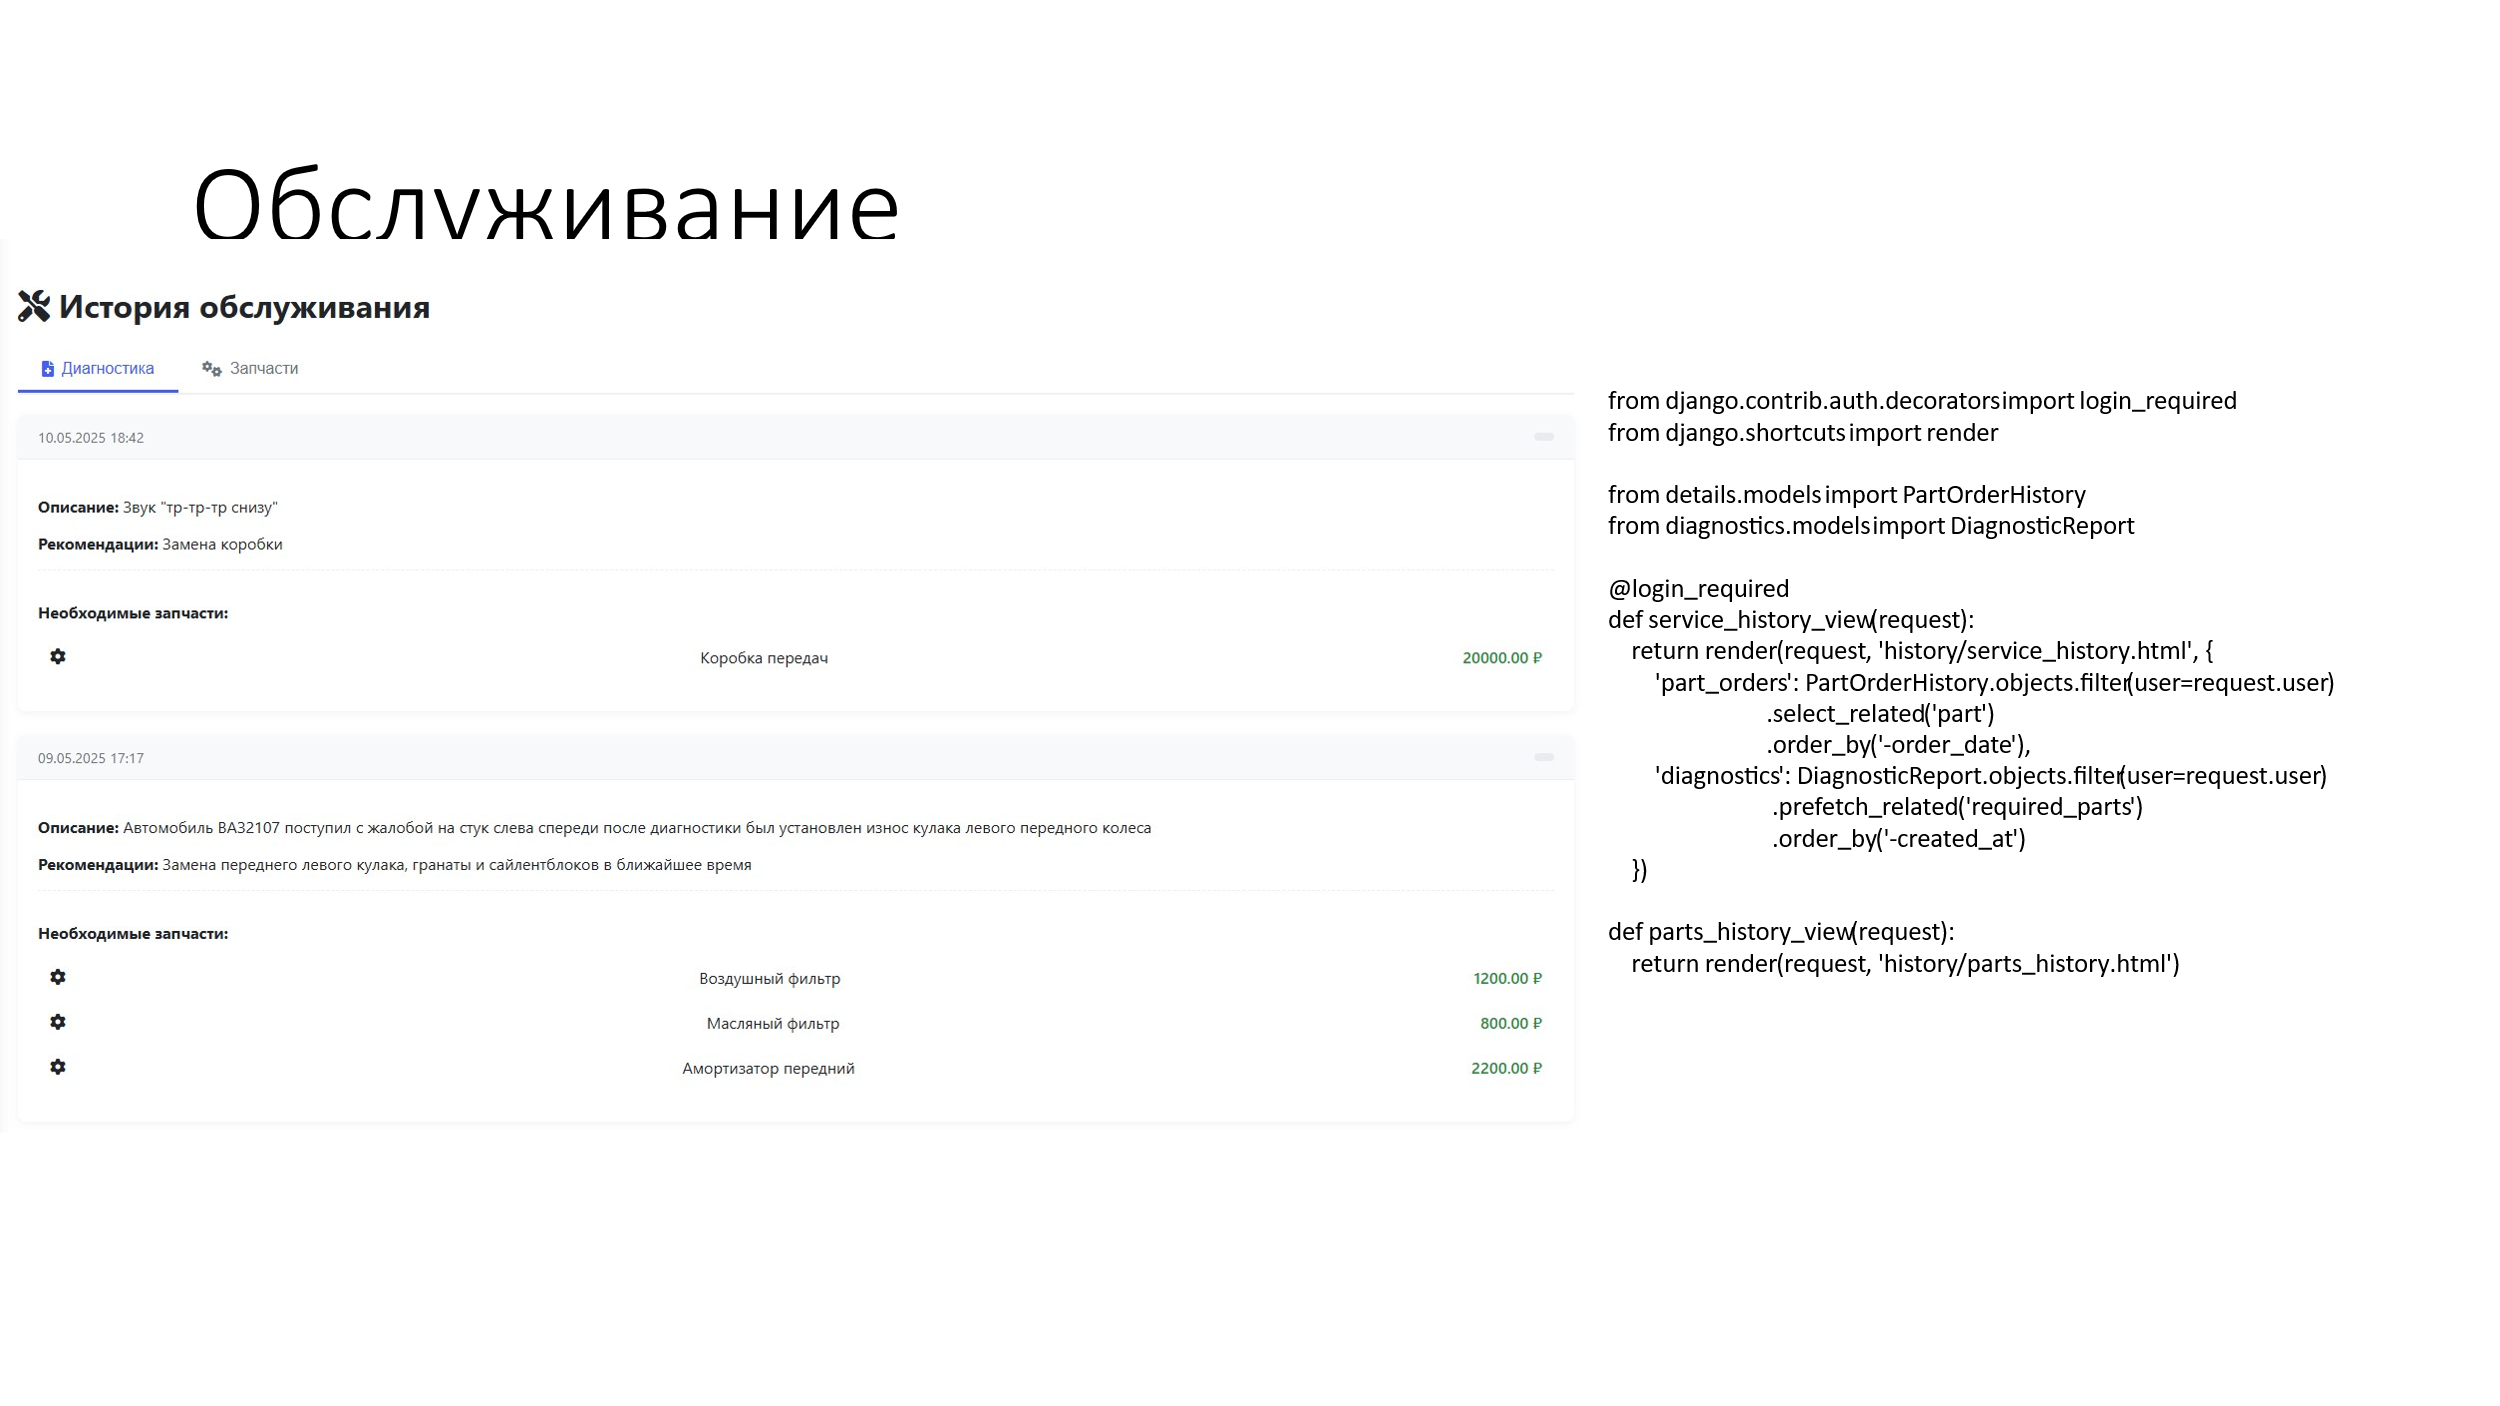 Обслуживание
История обслуживания
Диагностика
Запчасти
10.05.2025 18:42
Описание: Звук "тр-тр-тр снизу"
Рекомендации: Замена коробки
Необходимые запчасти:
Коробка передач 20000.00 ₽
09.05.2025 17:17
Описание: Автомобиль ВАЗ2107 поступил с жалобой на стук слева спереди после диагностики был установлен износ кулака левого передного колеса
Рекомендации: Замена переднего левого кулака, гранаты и сайлентблоков в ближайшее время
Необходимые запчасти:
Воздушный фильтр 1200.00 ₽
Масляный фильтр 800.00 ₽
Амортизатор передний 2200.00 ₽
from django.contrib.auth.decorators import login_required
from django.shortcuts import render
from details.models import PartOrderHistory
from diagnostics.models import DiagnosticReport
@login_required
def service_history_view(request):
    return render(request, 'history/service_history.html', {
        'part_orders': PartOrderHistory.objects.filter(user=request.user)
                          .select_related('part')
                          .order_by('-order_date'),
        'diagnostics': DiagnosticReport.objects.filter(user=request.user)
                           .prefetch_related('required_parts')
                           .order_by('-created_at')
    })
def parts_history_view(request):
    return render(request, 'history/parts_history.html')